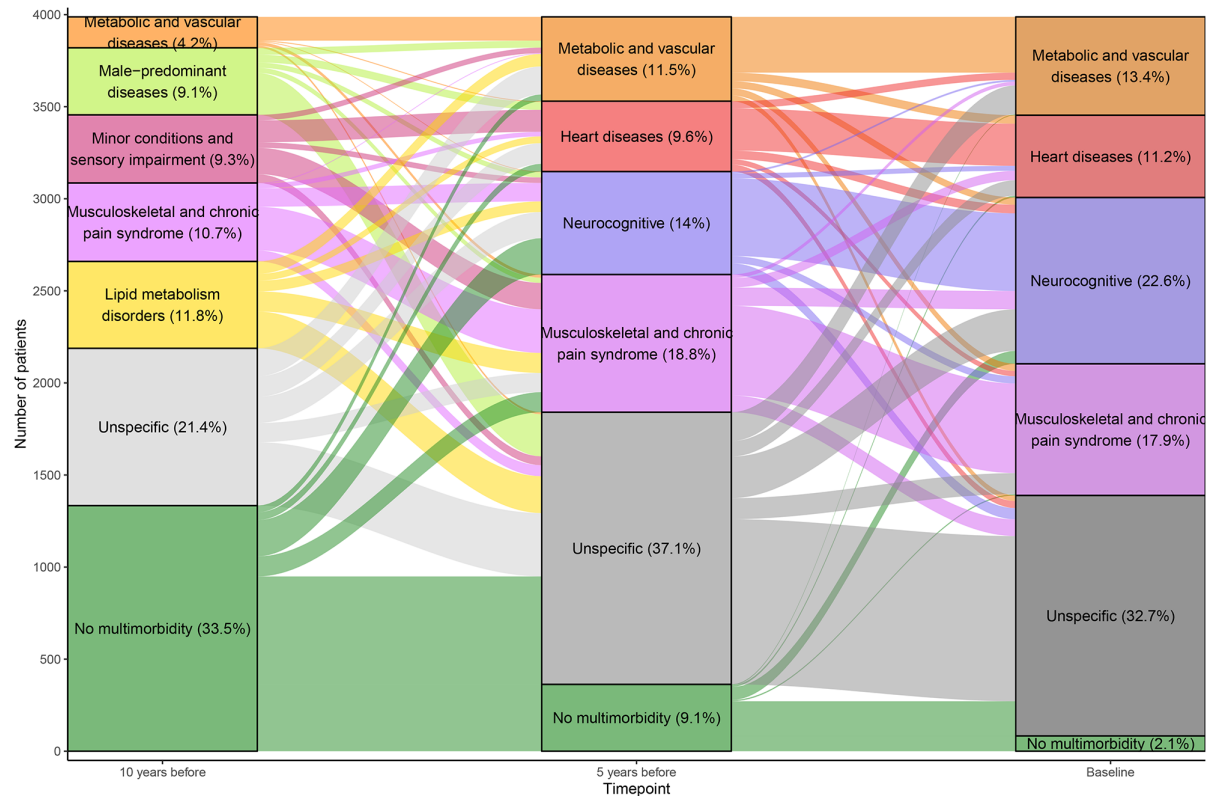 4000
3500
3000
2500
2000
1500
1000
500
0
Number of patients
Metabolic and vascular
diseases (4.2%)
Male−predominant
diseases (9.1%)
Minor conditions and
sensory impairment (9.3%)
Musculoskeletal and chronic
pain syndrome (10.7%)
Lipid metabolism
disorders (11.8%)
Unspecific (21.4%)
No multimorbidity (33.5%)
Metabolic and vascular
diseases (11.5%)
Heart diseases (9.6%)
Neurocognitive (14%)
Musculoskeletal and chronic
pain syndrome (18.8%)
Unspecific (37.1%)
No multimorbidity (9.1%)
Metabolic and vascular
diseases (13.4%)
Heart diseases (11.2%)
Neurocognitive (22.6%)
Musculoskeletal and chronic
pain syndrome (17.9%)
Unspecific (32.7%)
No multimorbidity (2.1%)
10 years before
5 years before
Baseline
Timepoint